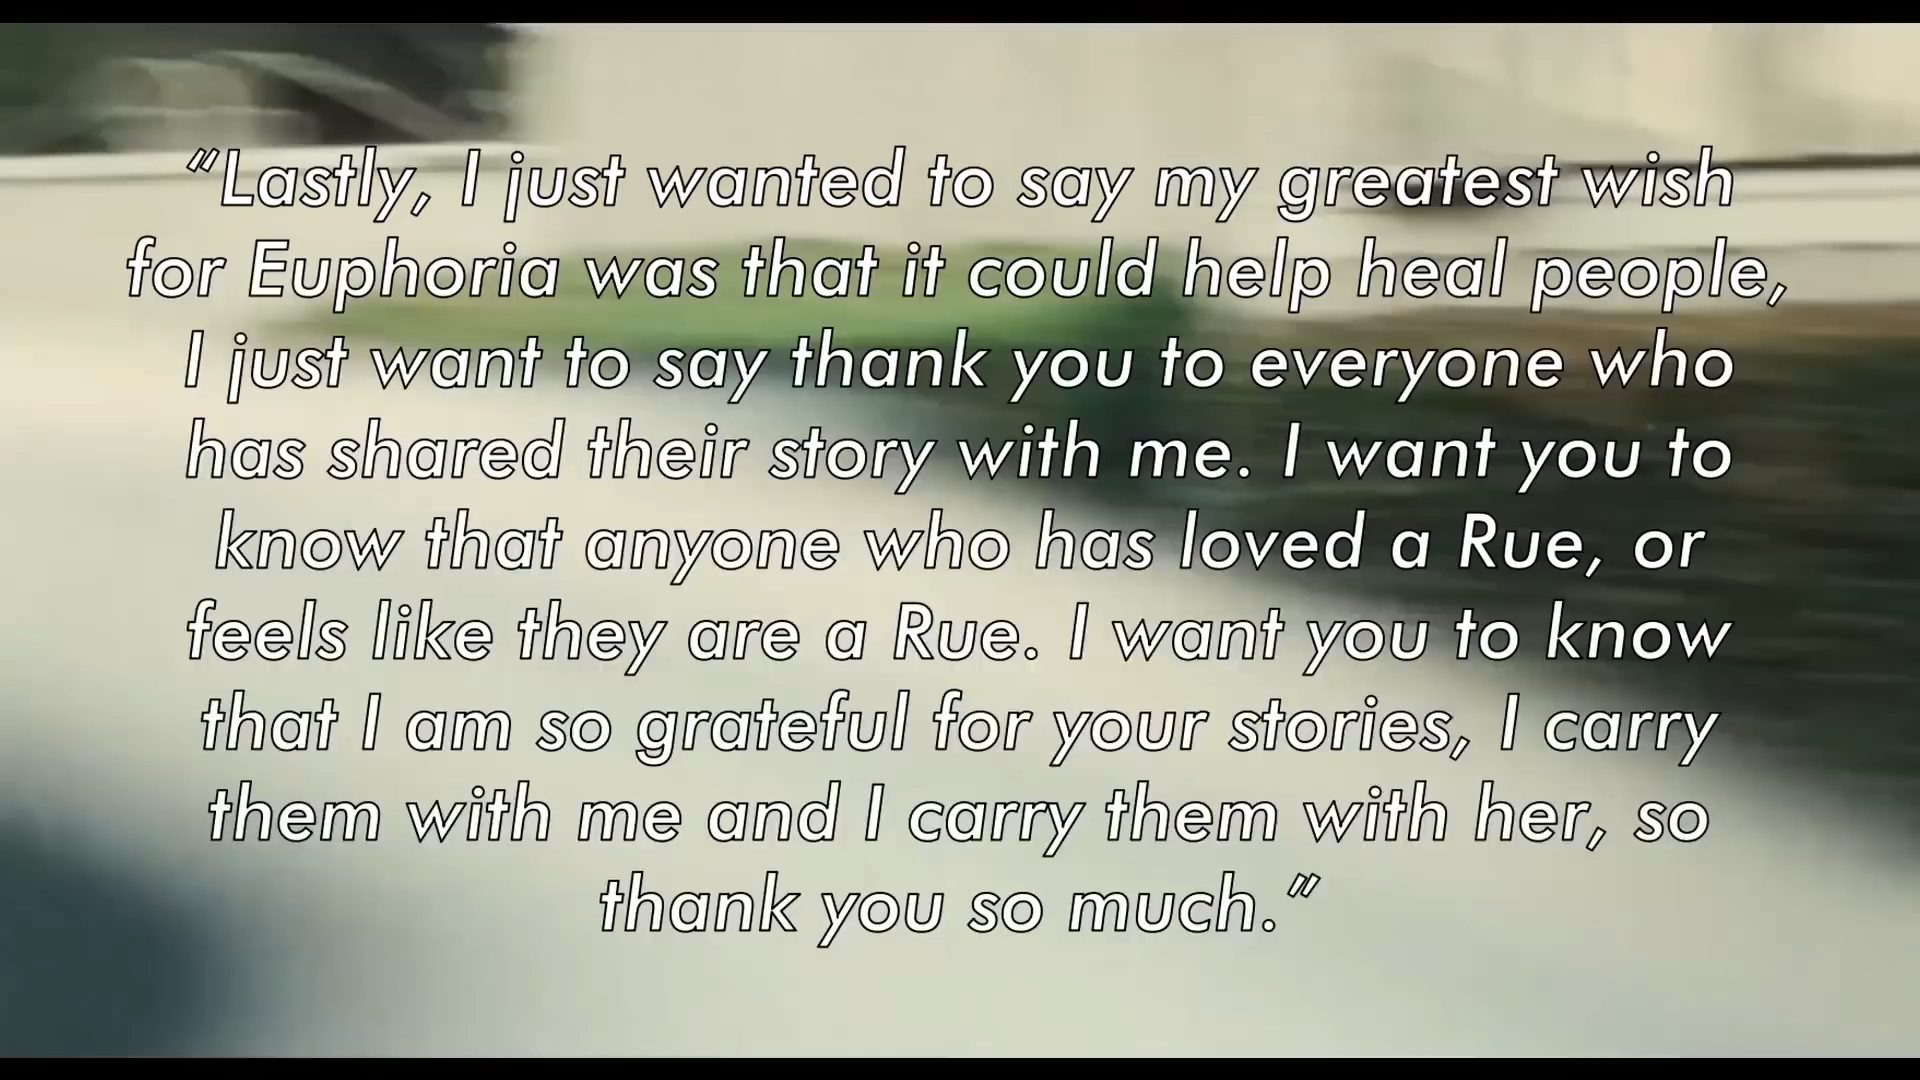 “Lastly, I just wanted to say my greatest wish
for Euphoria was that it could help heal people,
I just want to say thank you to everyone who
has shared their story with me. I want you to
know that anyone who has loved a Rue, or
feels like they are a Rue. I want you to know
that I am so grateful for your stories, I carry
them with me and I carry them with her, so
thank you so much.”